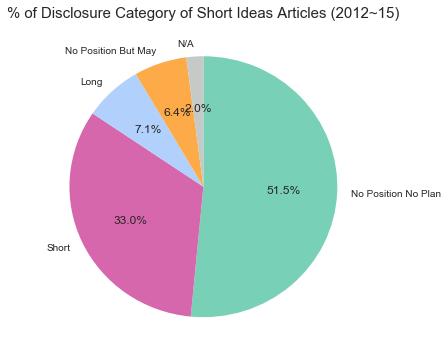 % of Disclosure Category of Short Ideas Articles (2012~15)
N/A
No Position But May
Long
6.4%
2.0%
7.1%
51.5%
No Position No Plan
33.0%
Short